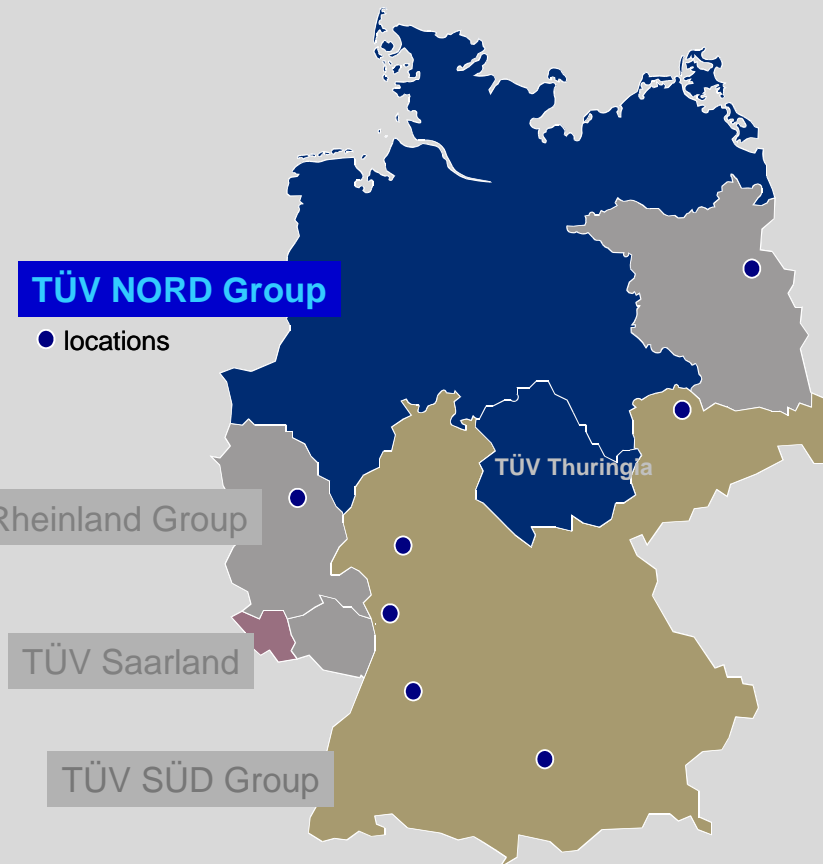 TÜV NORD Group
locations
TÜV Thuringia
Rheinland Group
TÜV Saarland
TÜV SÜD Group